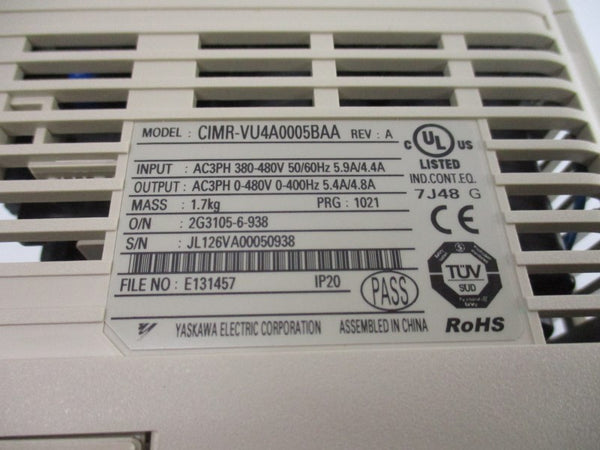 MODEL : CIMR-VU4A0005BAA REV : A
INPUT : AC3PH 380-480V 50/60Hz 5.9A/4.4A
OUTPUT : AC3PH 0-480V 0-400Hz 5.4A/4.8A
MASS : 1.7kg PRG : 1021
O/N : 2G3105-6-938
S/N : JL126VA00050938
FILE NO : E131457 IP20
PASS
YASKAWA ELECTRIC CORPORATION ASSEMBLED IN CHINA
C UL US
LISTED
IND.CONT.EQ.
7J48 G
CE
TÜV
SÜD
RoHS